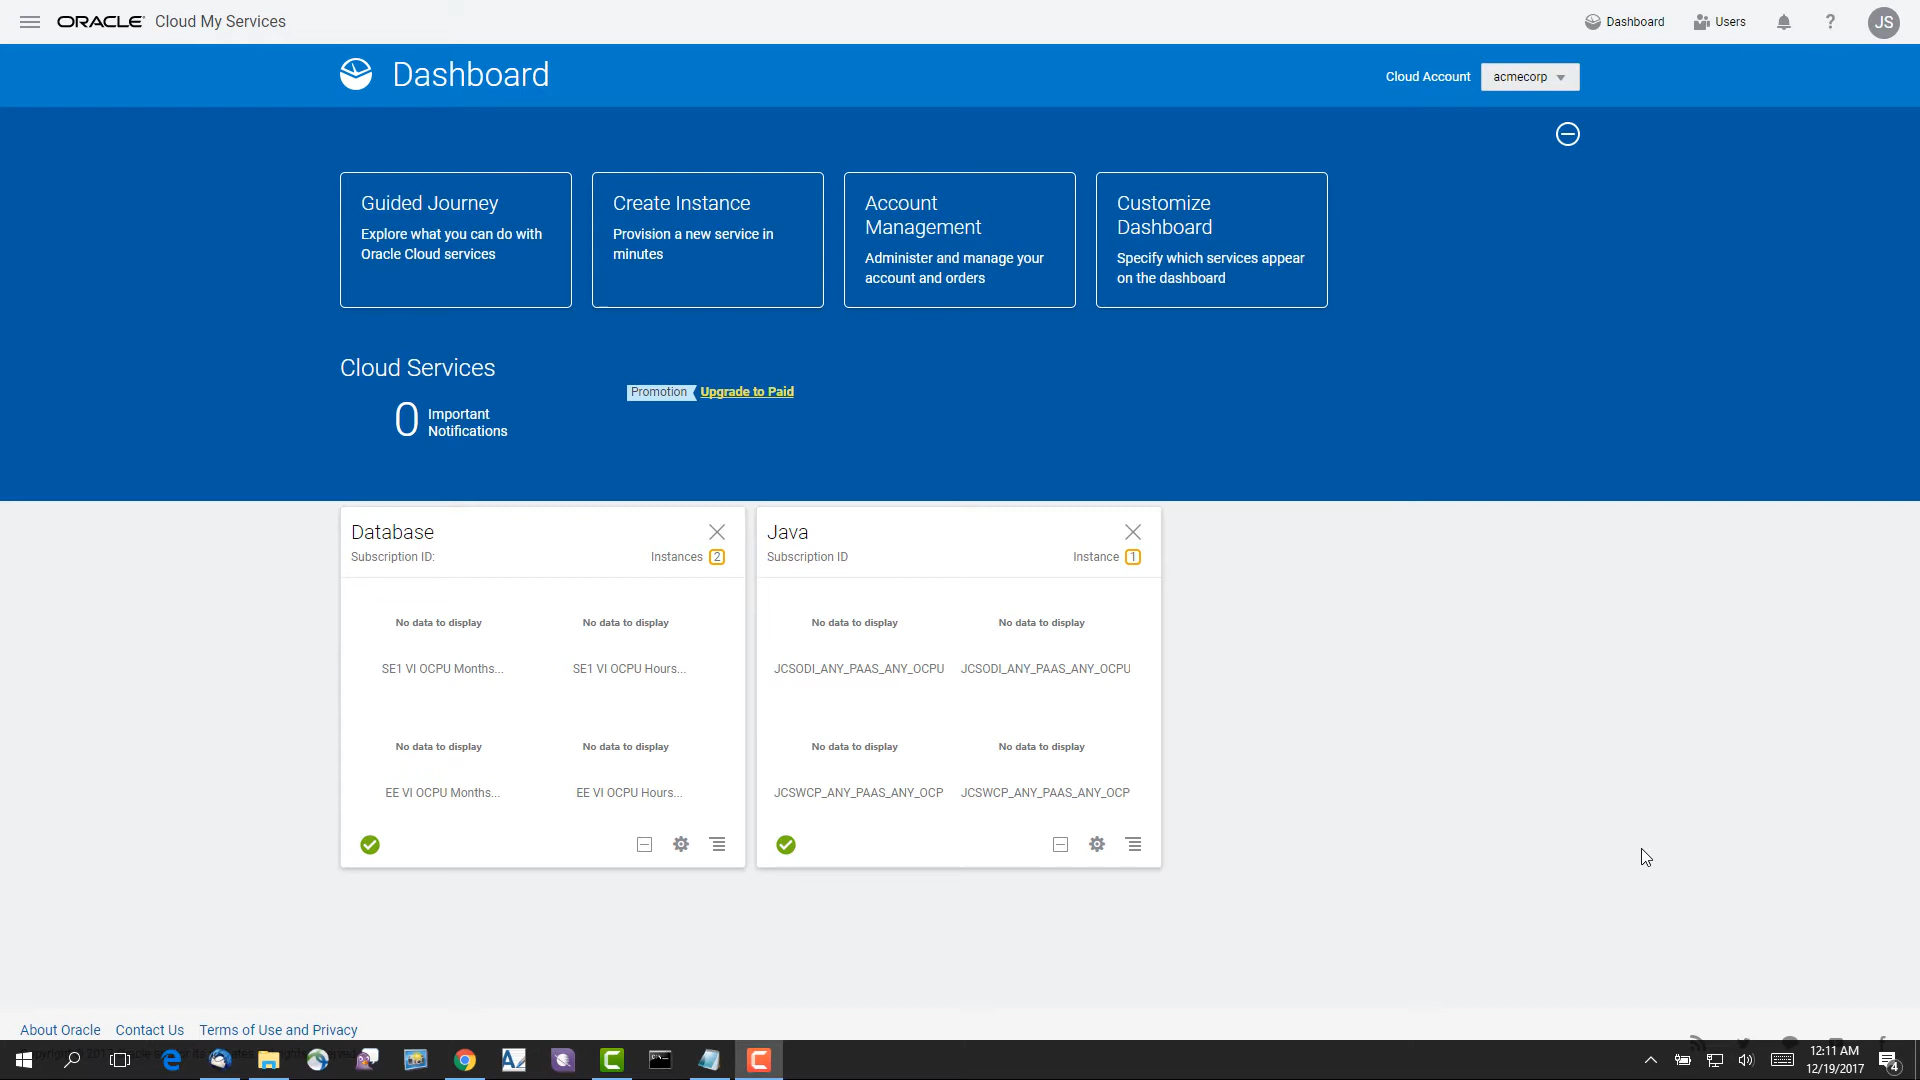 ORACLE Cloud My Services
Dashboard
Users
?
JS
Dashboard
Cloud Account
acmecorp
Guided Journey
Explore what you can do with
Oracle Cloud services
Create Instance
Provision a new service in
minutes
Account
Management
Administer and manage your
account and orders
Customize
Dashboard
Specify which services appear
on the dashboard
Cloud Services
0 Important
Notifications
Promotion Upgrade to Paid
Database
Subscription ID:
Instances 2
No data to display
No data to display
SE1 VI OCPU Months...
SE1 VI OCPU Hours...
No data to display
No data to display
EE VI OCPU Months...
EE VI OCPU Hours...
Java
Subscription ID
Instance 1
No data to display
No data to display
JCSODI_ANY_PAAS_ANY_OCPU
JCSODI_ANY_PAAS_ANY_OCPU
No data to display
No data to display
JCSWCP_ANY_PAAS_ANY_OCP
JCSWCP_ANY_PAAS_ANY_OCP
About Oracle Contact Us Terms of Use and Privacy
12:11 AM
12/19/2017
4